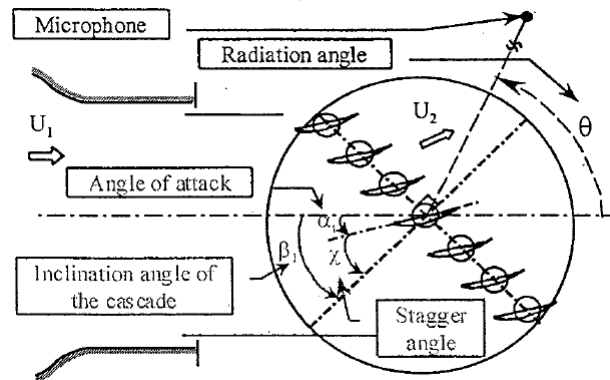 Microphone
Radiation angle
θ
U₁
U₂
Angle of attack
α₁
β₁
χ
Inclination angle of
the cascade
Stagger
angle